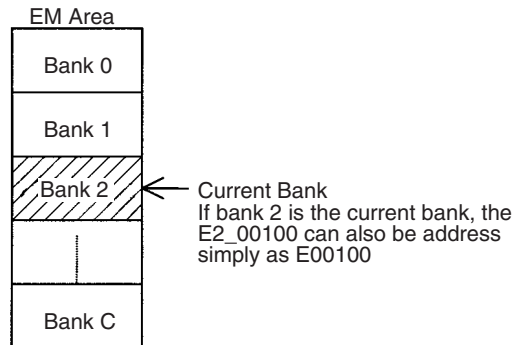 EM Area
Bank 0
Bank 1
Bank 2
Current Bank
If bank 2 is the current bank, the
E2_00100 can also be address
simply as E00100
Bank C